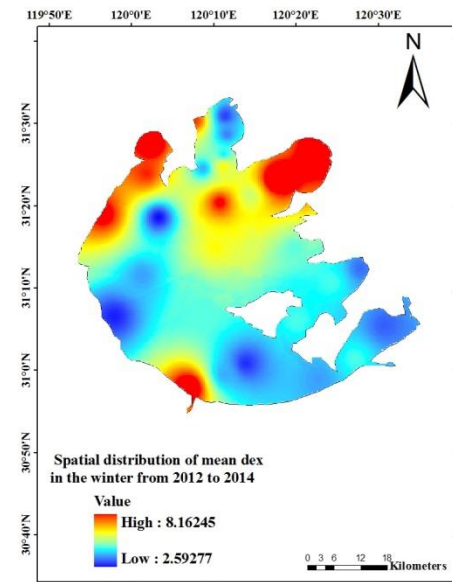 119°50'E 120°0'E 120°10'E 120°20'E 120°30'E
N
31°30'N
31°20'N
31°10'N
31°0'N
30°50'N
30°40'N
Spatial distribution of mean dex
in the winter from 2012 to 2014
Value
High : 8.16245
Low : 2.59277
0 3 6 12 18
Kilometers